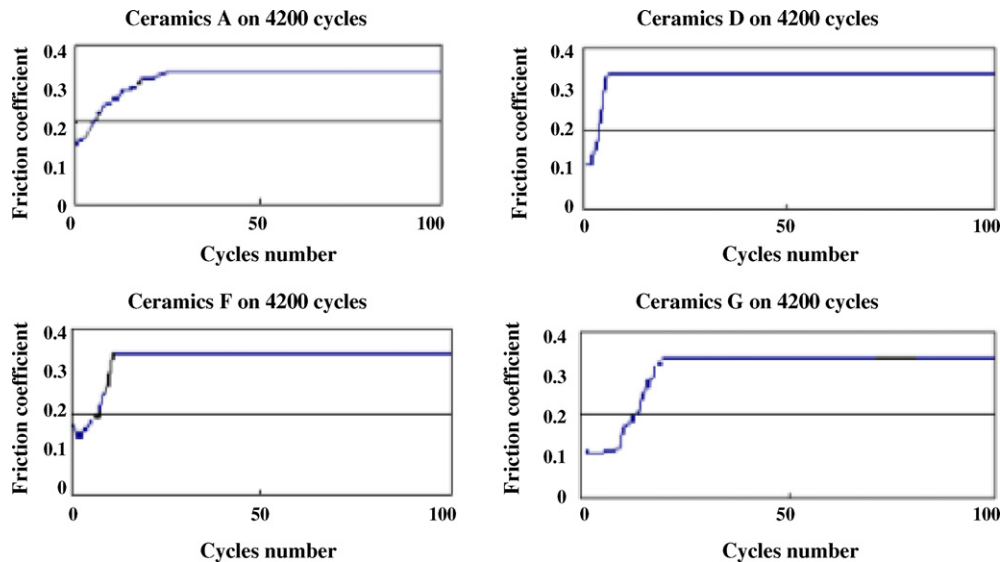 Ceramics A on 4200 cycles
Friction coefficient
0.4
0.3
0.2
0.1
0
0 50 100
Cycles number
Ceramics D on 4200 cycles
Friction coefficient
0.4
0.3
0.2
0.1
0
0 50 100
Cycles number
Ceramics F on 4200 cycles
Friction coefficient
0.4
0.3
0.2
0.1
0
0 50 100
Cycles number
Ceramics G on 4200 cycles
Friction coefficient
0.4
0.3
0.2
0.1
0
0 50 100
Cycles number